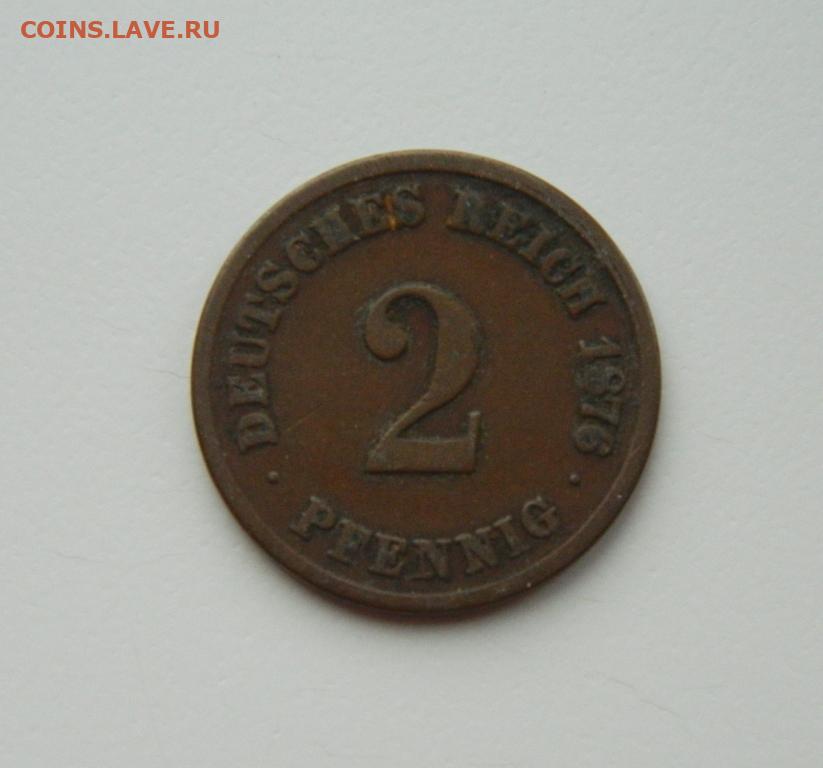 COINS.LAVE.RU
DEUTSCHES REICH 1876
2
· PFENNIG ·